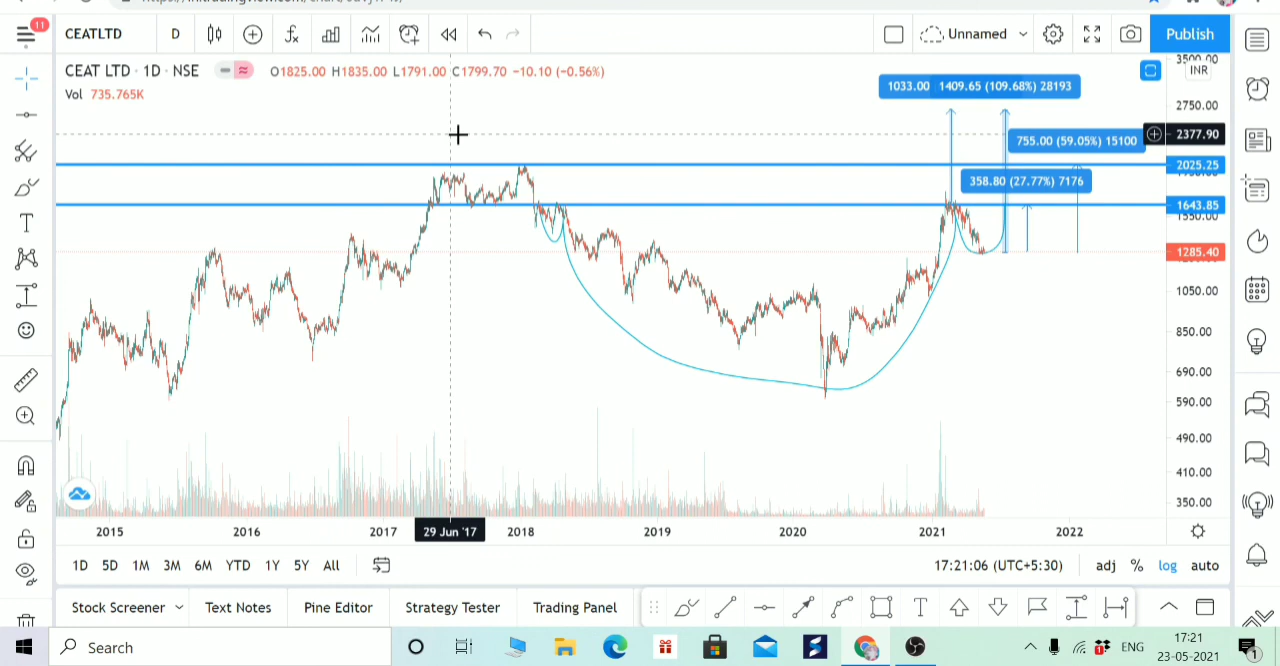 11
CEATLTD
D
Unnamed
Publish
CEAT LTD · 1D · NSE
O1825.00 H1835.00 L1791.00 C1799.70 −10.10 (−0.56%)
Vol 735.765K
INR
1033.00 1409.65 (109.68%) 28193
2750.00
2377.90
755.00 (59.05%) 15100
2025.25
358.80 (27.77%) 7176
1643.85
1285.40
1050.00
850.00
690.00
590.00
490.00
410.00
350.00
2015
2016
2017
29 Jun '17
2018
2019
2020
2021
2022
1D 5D 1M 3M 6M YTD 1Y 5Y All
17:21:06 (UTC+5:30)
adj % log auto
Stock Screener
Text Notes
Pine Editor
Strategy Tester
Trading Panel
Search
ENG
17:21
23-05-2021
1